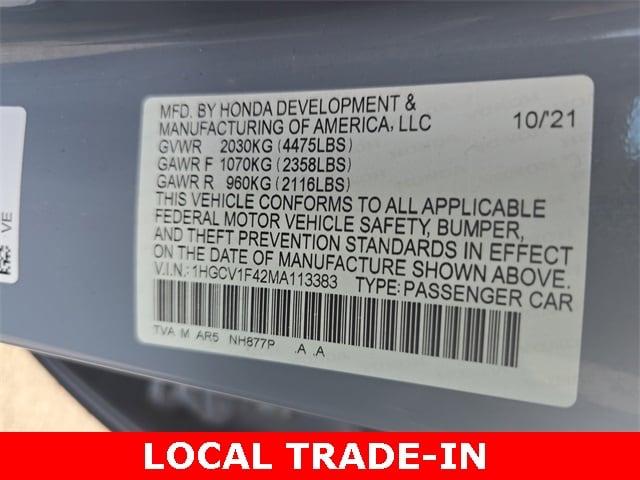 MFD. BY HONDA DEVELOPMENT &
MANUFACTURING OF AMERICA, LLC 10/'21
GVWR 2030KG (4475LBS)
GAWR F 1070KG (2358LBS)
GAWR R 960KG (2116LBS)
THIS VEHICLE CONFORMS TO ALL APPLICABLE
FEDERAL MOTOR VEHICLE SAFETY, BUMPER,
AND THEFT PREVENTION STANDARDS IN EFFECT
ON THE DATE OF MANUFACTURE SHOWN ABOVE.
V.I.N.: 1HGCV1F42MA113383 TYPE: PASSENGER CAR
TVA M AR5 NH877P .A .A
VE
LOCAL TRADE-IN